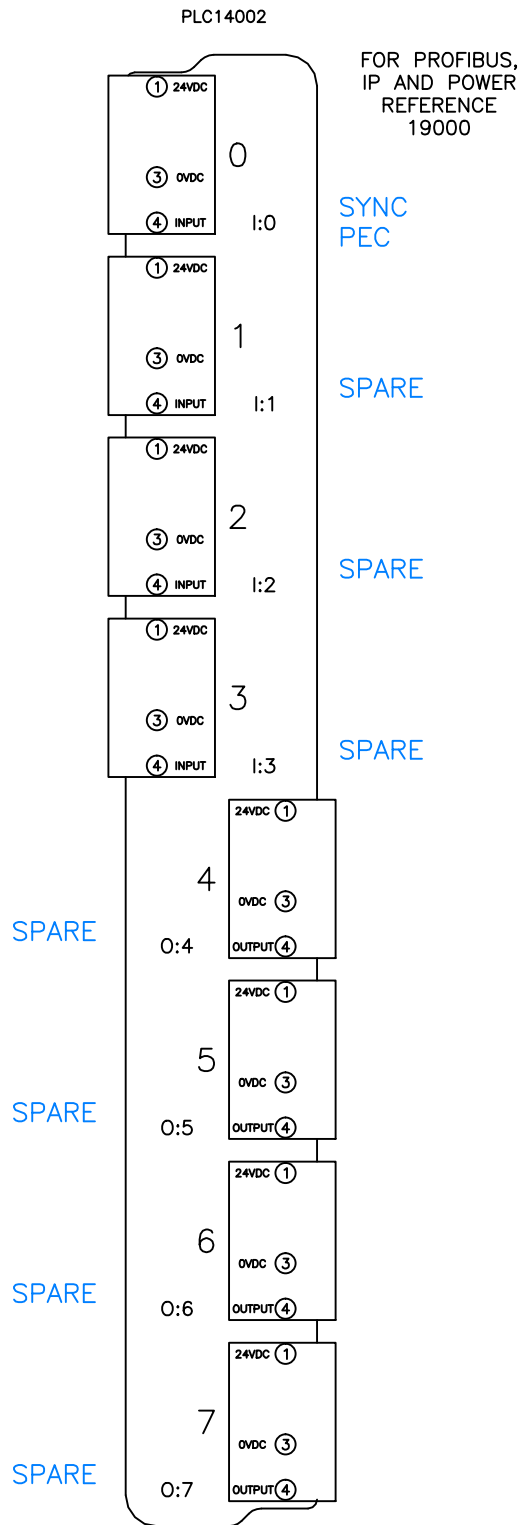 PLC14002
FOR PROFIBUS,
IP AND POWER
REFERENCE
19000
1 24VDC
0
3 0VDC
4 INPUT I:0
SYNC
PEC
1 24VDC
1
3 0VDC
4 INPUT I:1
SPARE
1 24VDC
2
3 0VDC
4 INPUT I:2
SPARE
1 24VDC
3
3 0VDC
4 INPUT I:3
SPARE
24VDC 1
4
0VDC 3
SPARE
O:4 OUTPUT 4
24VDC 1
5
0VDC 3
SPARE
O:5 OUTPUT 4
24VDC 1
6
0VDC 3
SPARE
O:6 OUTPUT 4
24VDC 1
7
0VDC 3
SPARE
O:7 OUTPUT 4